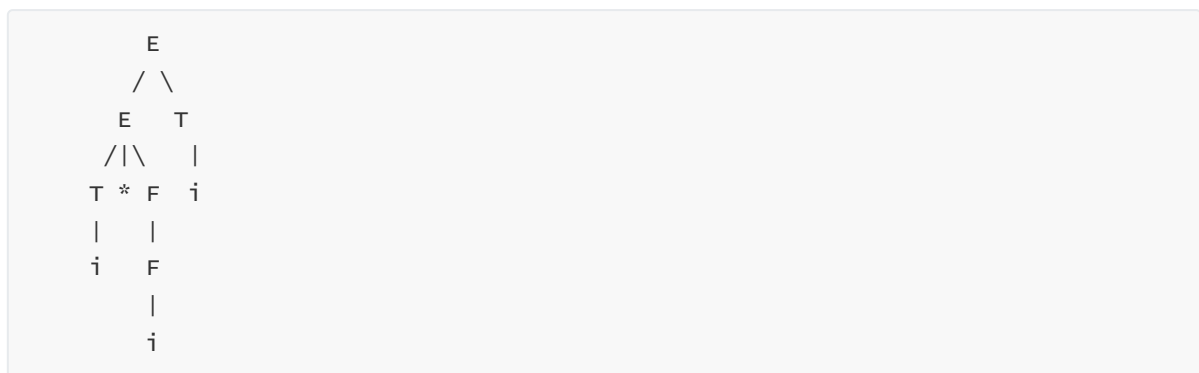 E
        / \
       E   T
      /|\   |
     T * F  i
     |   |
     i   F
         |
         i